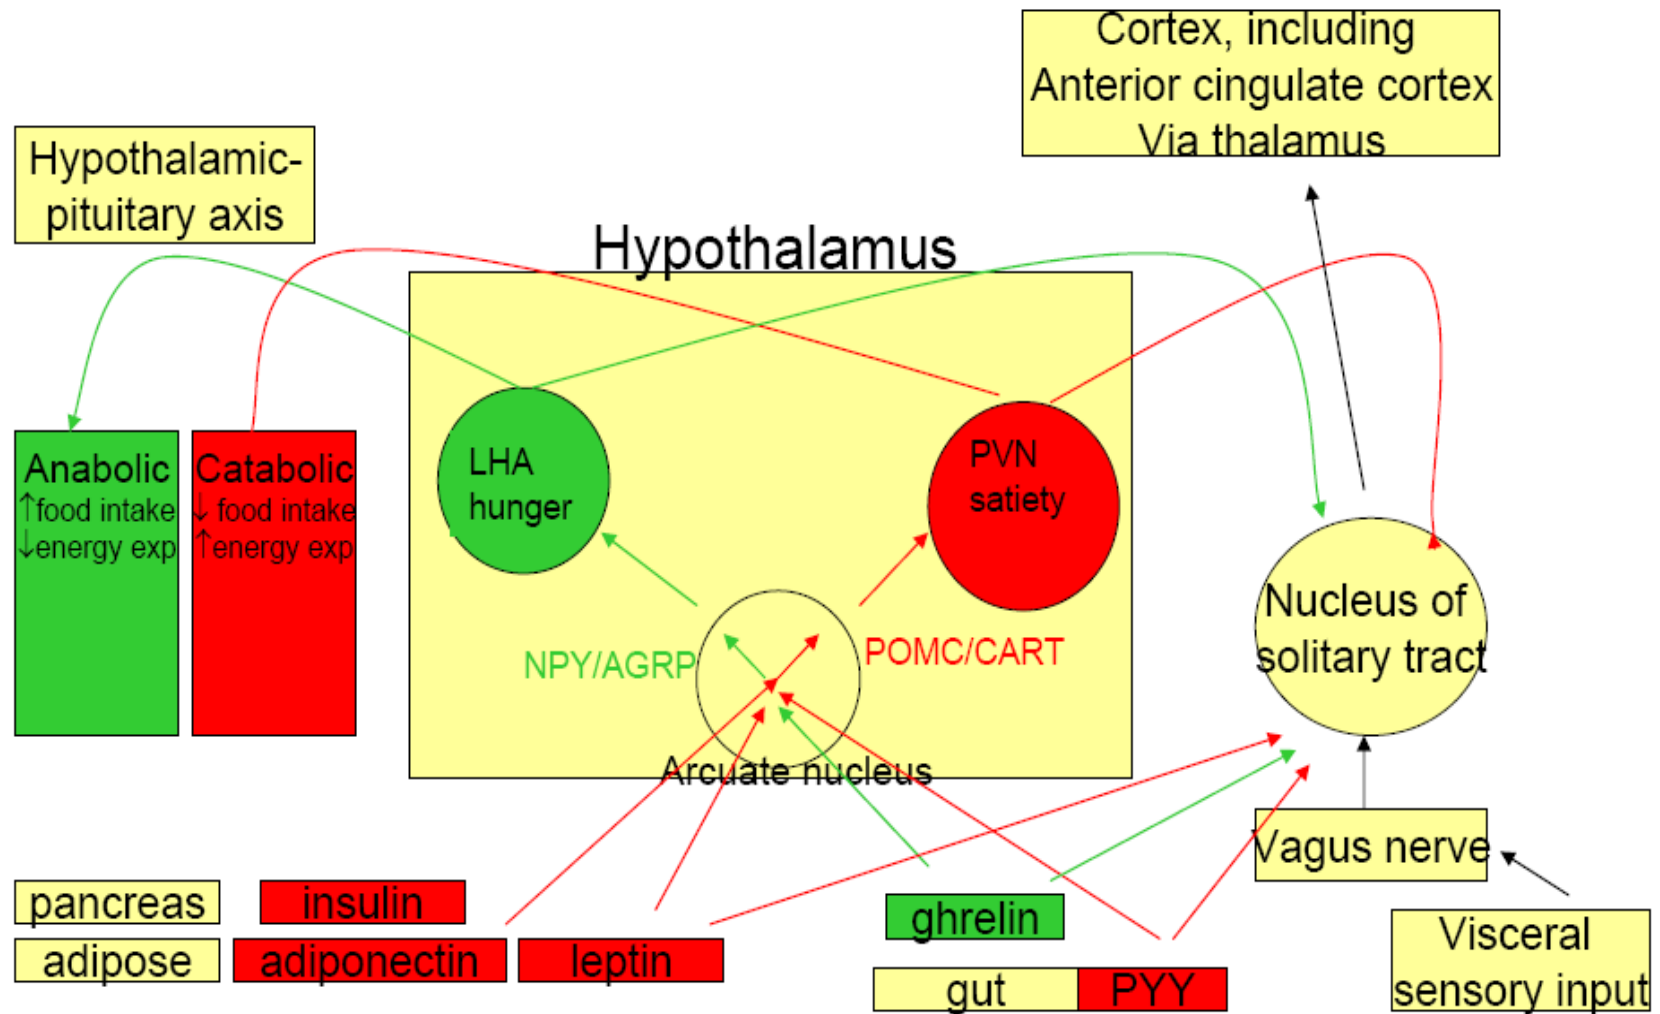 Cortex, including
Anterior cingulate cortex
Via thalamus
Hypothalamic-
pituitary axis
Hypothalamus
Anabolic
↑food intake
↓energy exp
Catabolic
↓ food intake
↑energy exp
LHA
hunger
PVN
satiety
NPY/AGRP
POMC/CART
Arcuate nucleus
Nucleus of
solitary tract
Vagus nerve
Visceral
sensory input
pancreas
insulin
adipose
adiponectin
leptin
ghrelin
gut
PYY